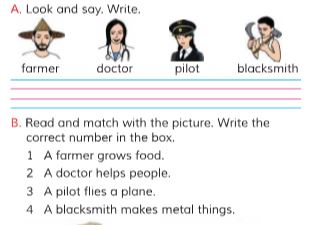 A. Look and say. Write.
farmer doctor pilot blacksmith
B. Read and match with the picture. Write the
correct number in the box.
1 A farmer grows food.
2 A doctor helps people.
3 A pilot flies a plane.
4 A blacksmith makes metal things.